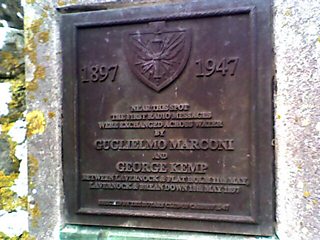 1897 1947
NEAR THIS SPOT
THE FIRST RADIO MESSAGES
WERE EXCHANGED ACROSS WATER
BY
GUGLIELMO MARCONI
AND
GEORGE KEMP
BETWEEN LAVERNOCK & FLAT HOLM 11TH MAY
LAVERNOCK & BREAN DOWN 18TH MAY 1897